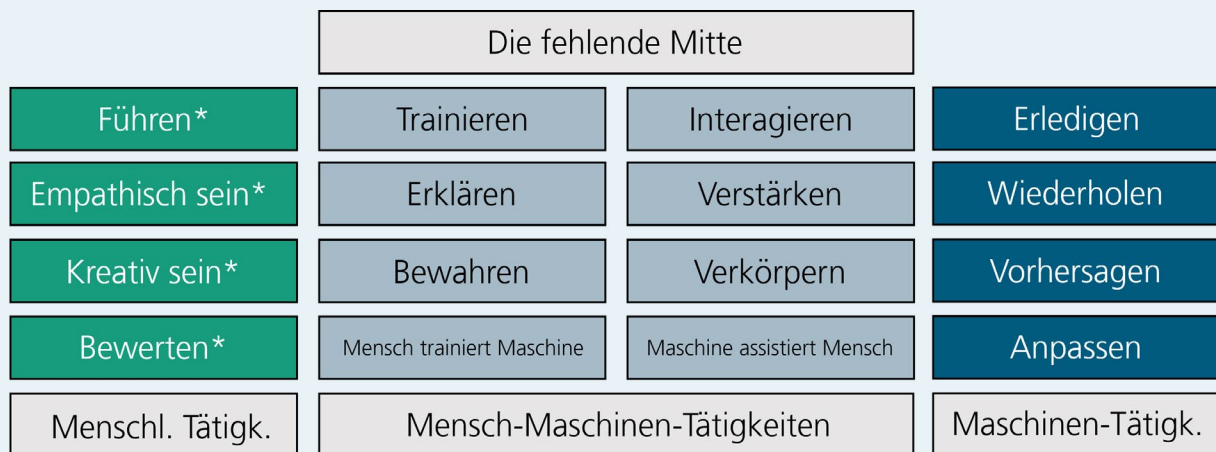 Die fehlende Mitte
Führen* Trainieren Interagieren Erledigen
Empathisch sein* Erklären Verstärken Wiederholen
Kreativ sein* Bewahren Verkörpern Vorhersagen
Bewerten* Mensch trainiert Maschine Maschine assistiert Mensch Anpassen
Menschl. Tätigk. Mensch-Maschinen-Tätigkeiten Maschinen-Tätigk.